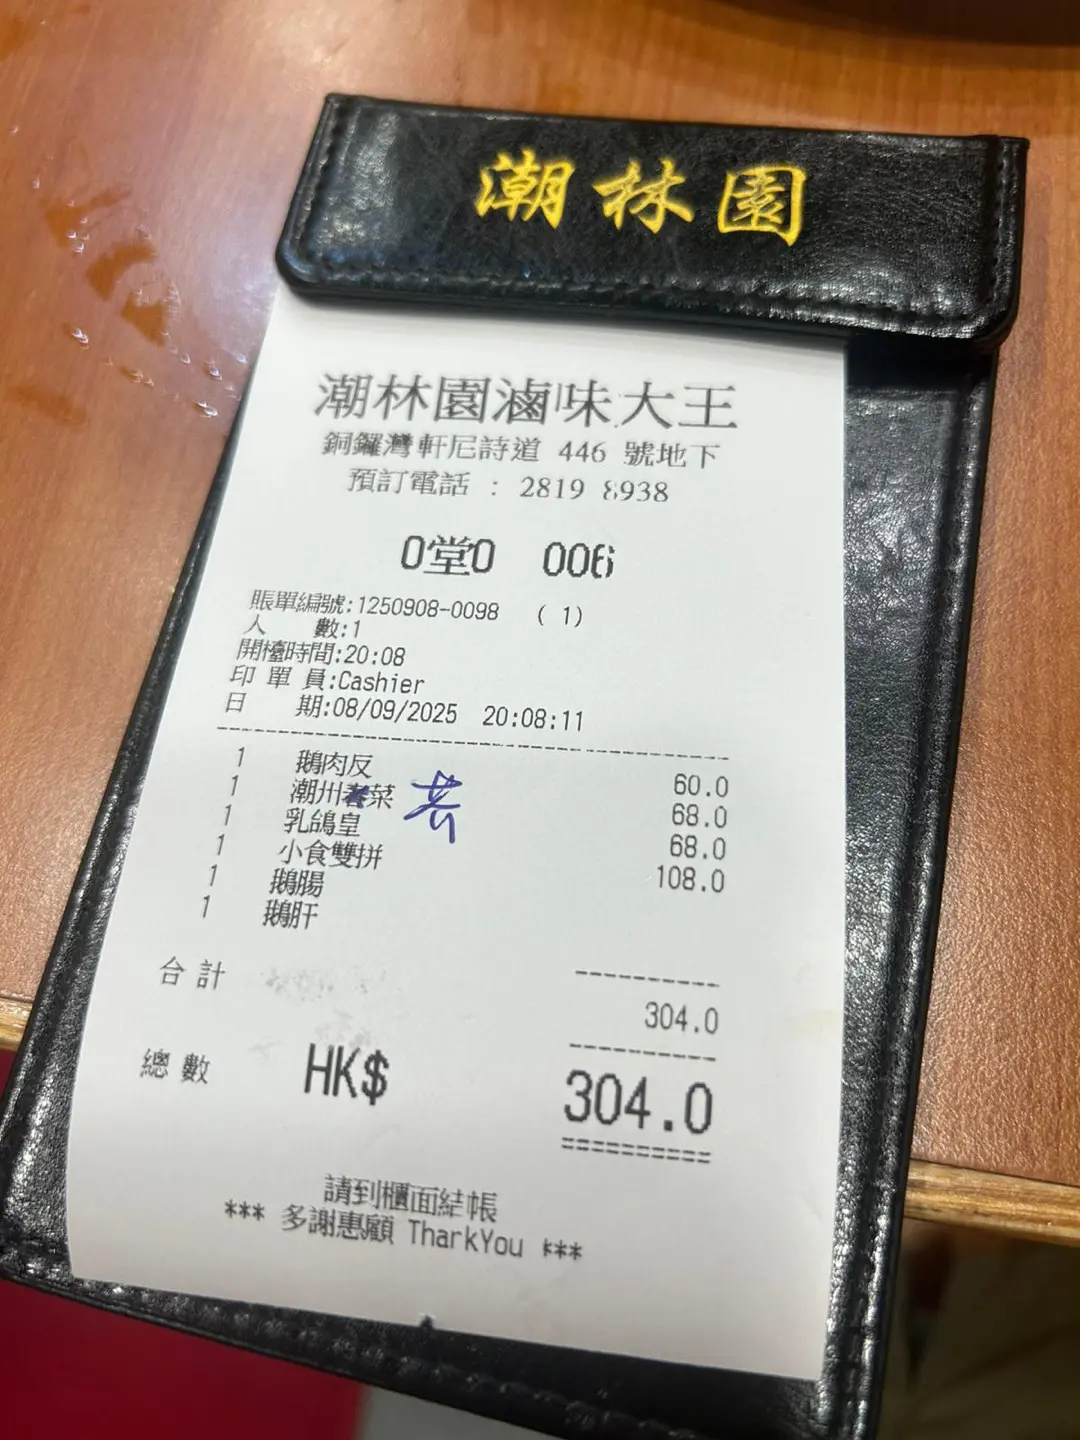 潮林園
潮林園滷味大王
銅鑼灣軒尼詩道 446 號地下
預訂電話 : 2819 8938
0堂0 006
賬單編號:1250908-0098 ( 1)
人 數:1
開檯時間:20:08
印 單 員:Cashier
日 期:08/09/2025 20:08:11
1 鵝肉反 60.0
1 潮州 菜 68.0
1 乳鴿皇 68.0
1 小食雙拼 108.0
1 鵝腸
1 鵝肝
合 計
304.0
總 數 HK$ 304.0
請到櫃面結帳
*** 多謝惠顧 ThankYou ***